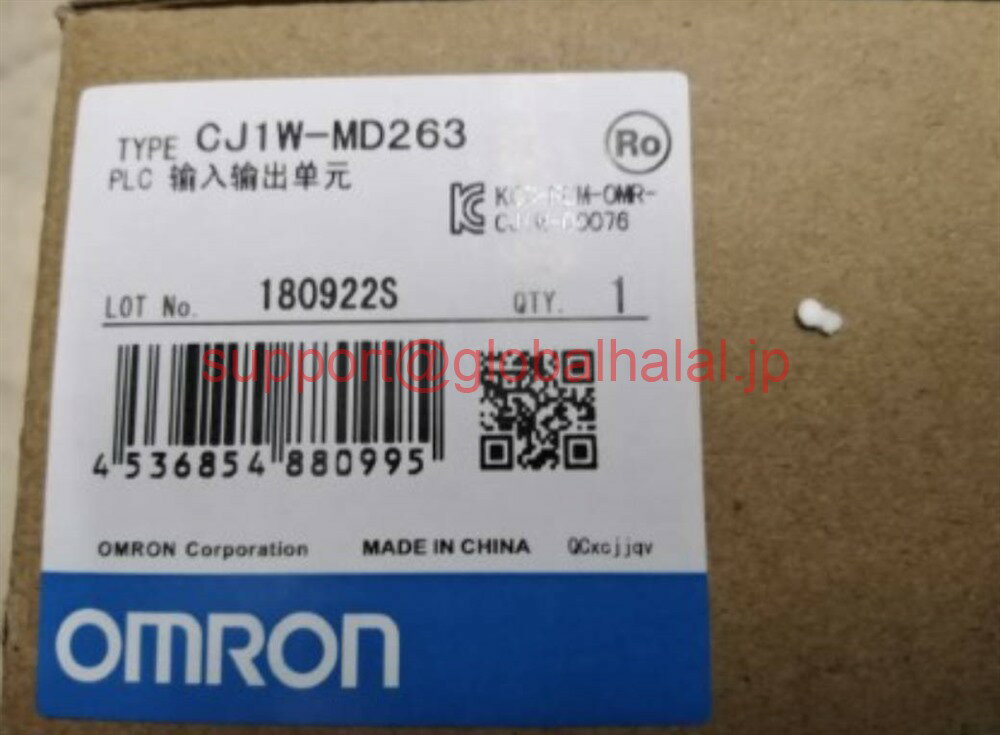 TYPE CJ1W-MD263
Ro
PLC 输入输出单元
-OMR-
LOT No. 180922S QTY. 1
support@globalhalal.jp
4 536854 880995
OMRON Corporation MADE IN CHINA QCxcjjqv
OMRON